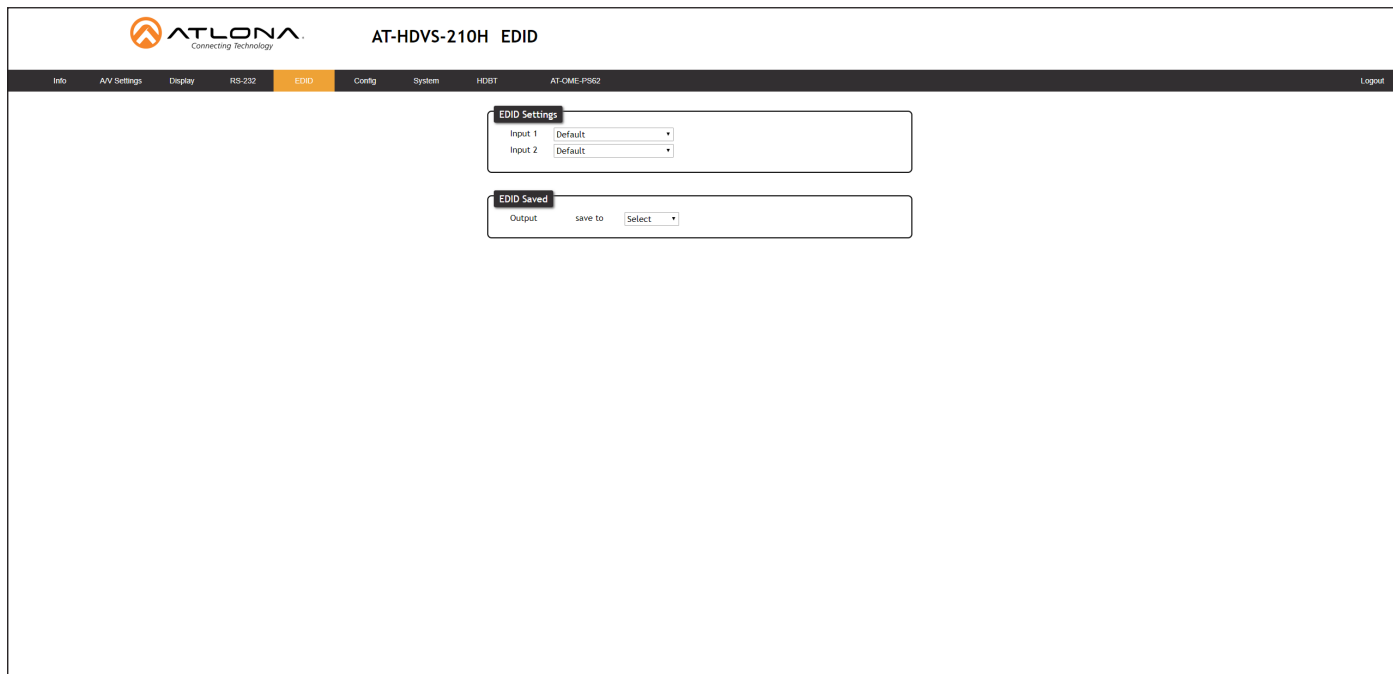 ATLONA.
Connecting Technology
AT-HDVS-210H EDID
Info A/V Settings Display RS-232 EDID Config System HDBT AT-OME-PS62 Logout
EDID Settings
Input 1 Default
Input 2 Default
EDID Saved
Output save to Select